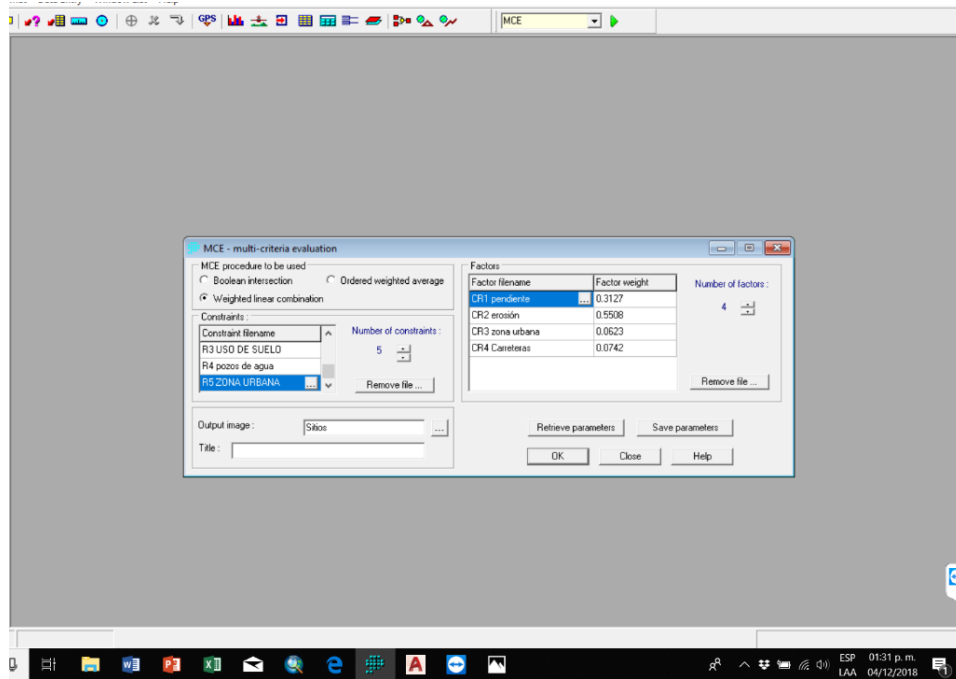 GPS
MCE
MCE - multi-criteria evaluation
MCE procedure to be used
Boolean intersection
Ordered weighted average
Weighted linear combination
Constraints :
Constraint filename
R3 USO DE SUELO
R4 pozos de agua
R5 ZONA URBANA
...
Number of constraints :
5
Remove file ...
Output image :
Sitios
...
Title :
Factors
Factor filename
Factor weight
CR1 pendiente
...
0.3127
CR2 erosión
0.5508
CR3 zona urbana
0.0623
CR4 Carreteras
0.0742
Number of factors :
4
Remove file ...
Retrieve parameters
Save parameters
OK
Close
Help
ESP
LAA
01:31 p. m.
04/12/2018
1